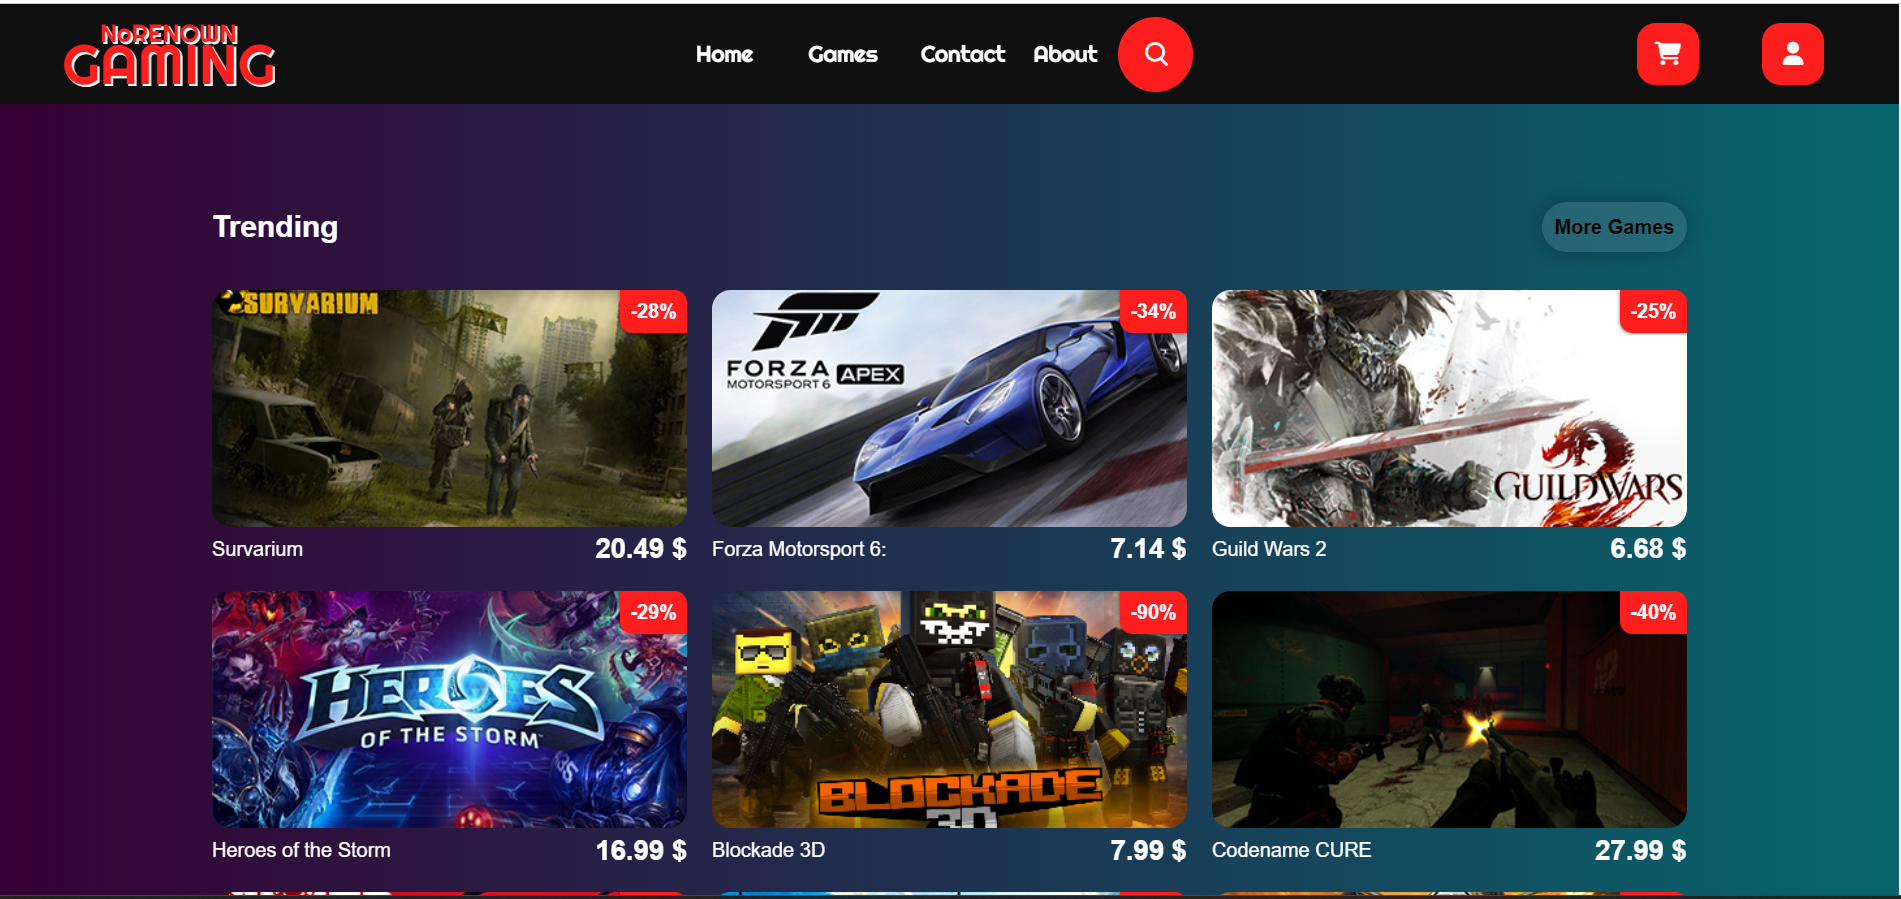 NoRENOWN
GAMING
Home
Games
Contact
About
Trending
More Games
SURVARIUM
-28%
FORZA
MOTORSPORT 6 APEX
-34%
GUILD WARS 2
-25%
Survarium
20.49 $
Forza Motorsport 6:
7.14 $
Guild Wars 2
6.68 $
HEROES
OF THE STORM
-29%
BLOCKADE
3D
-90%
-40%
Heroes of the Storm
16.99 $
Blockade 3D
7.99 $
Codename CURE
27.99 $